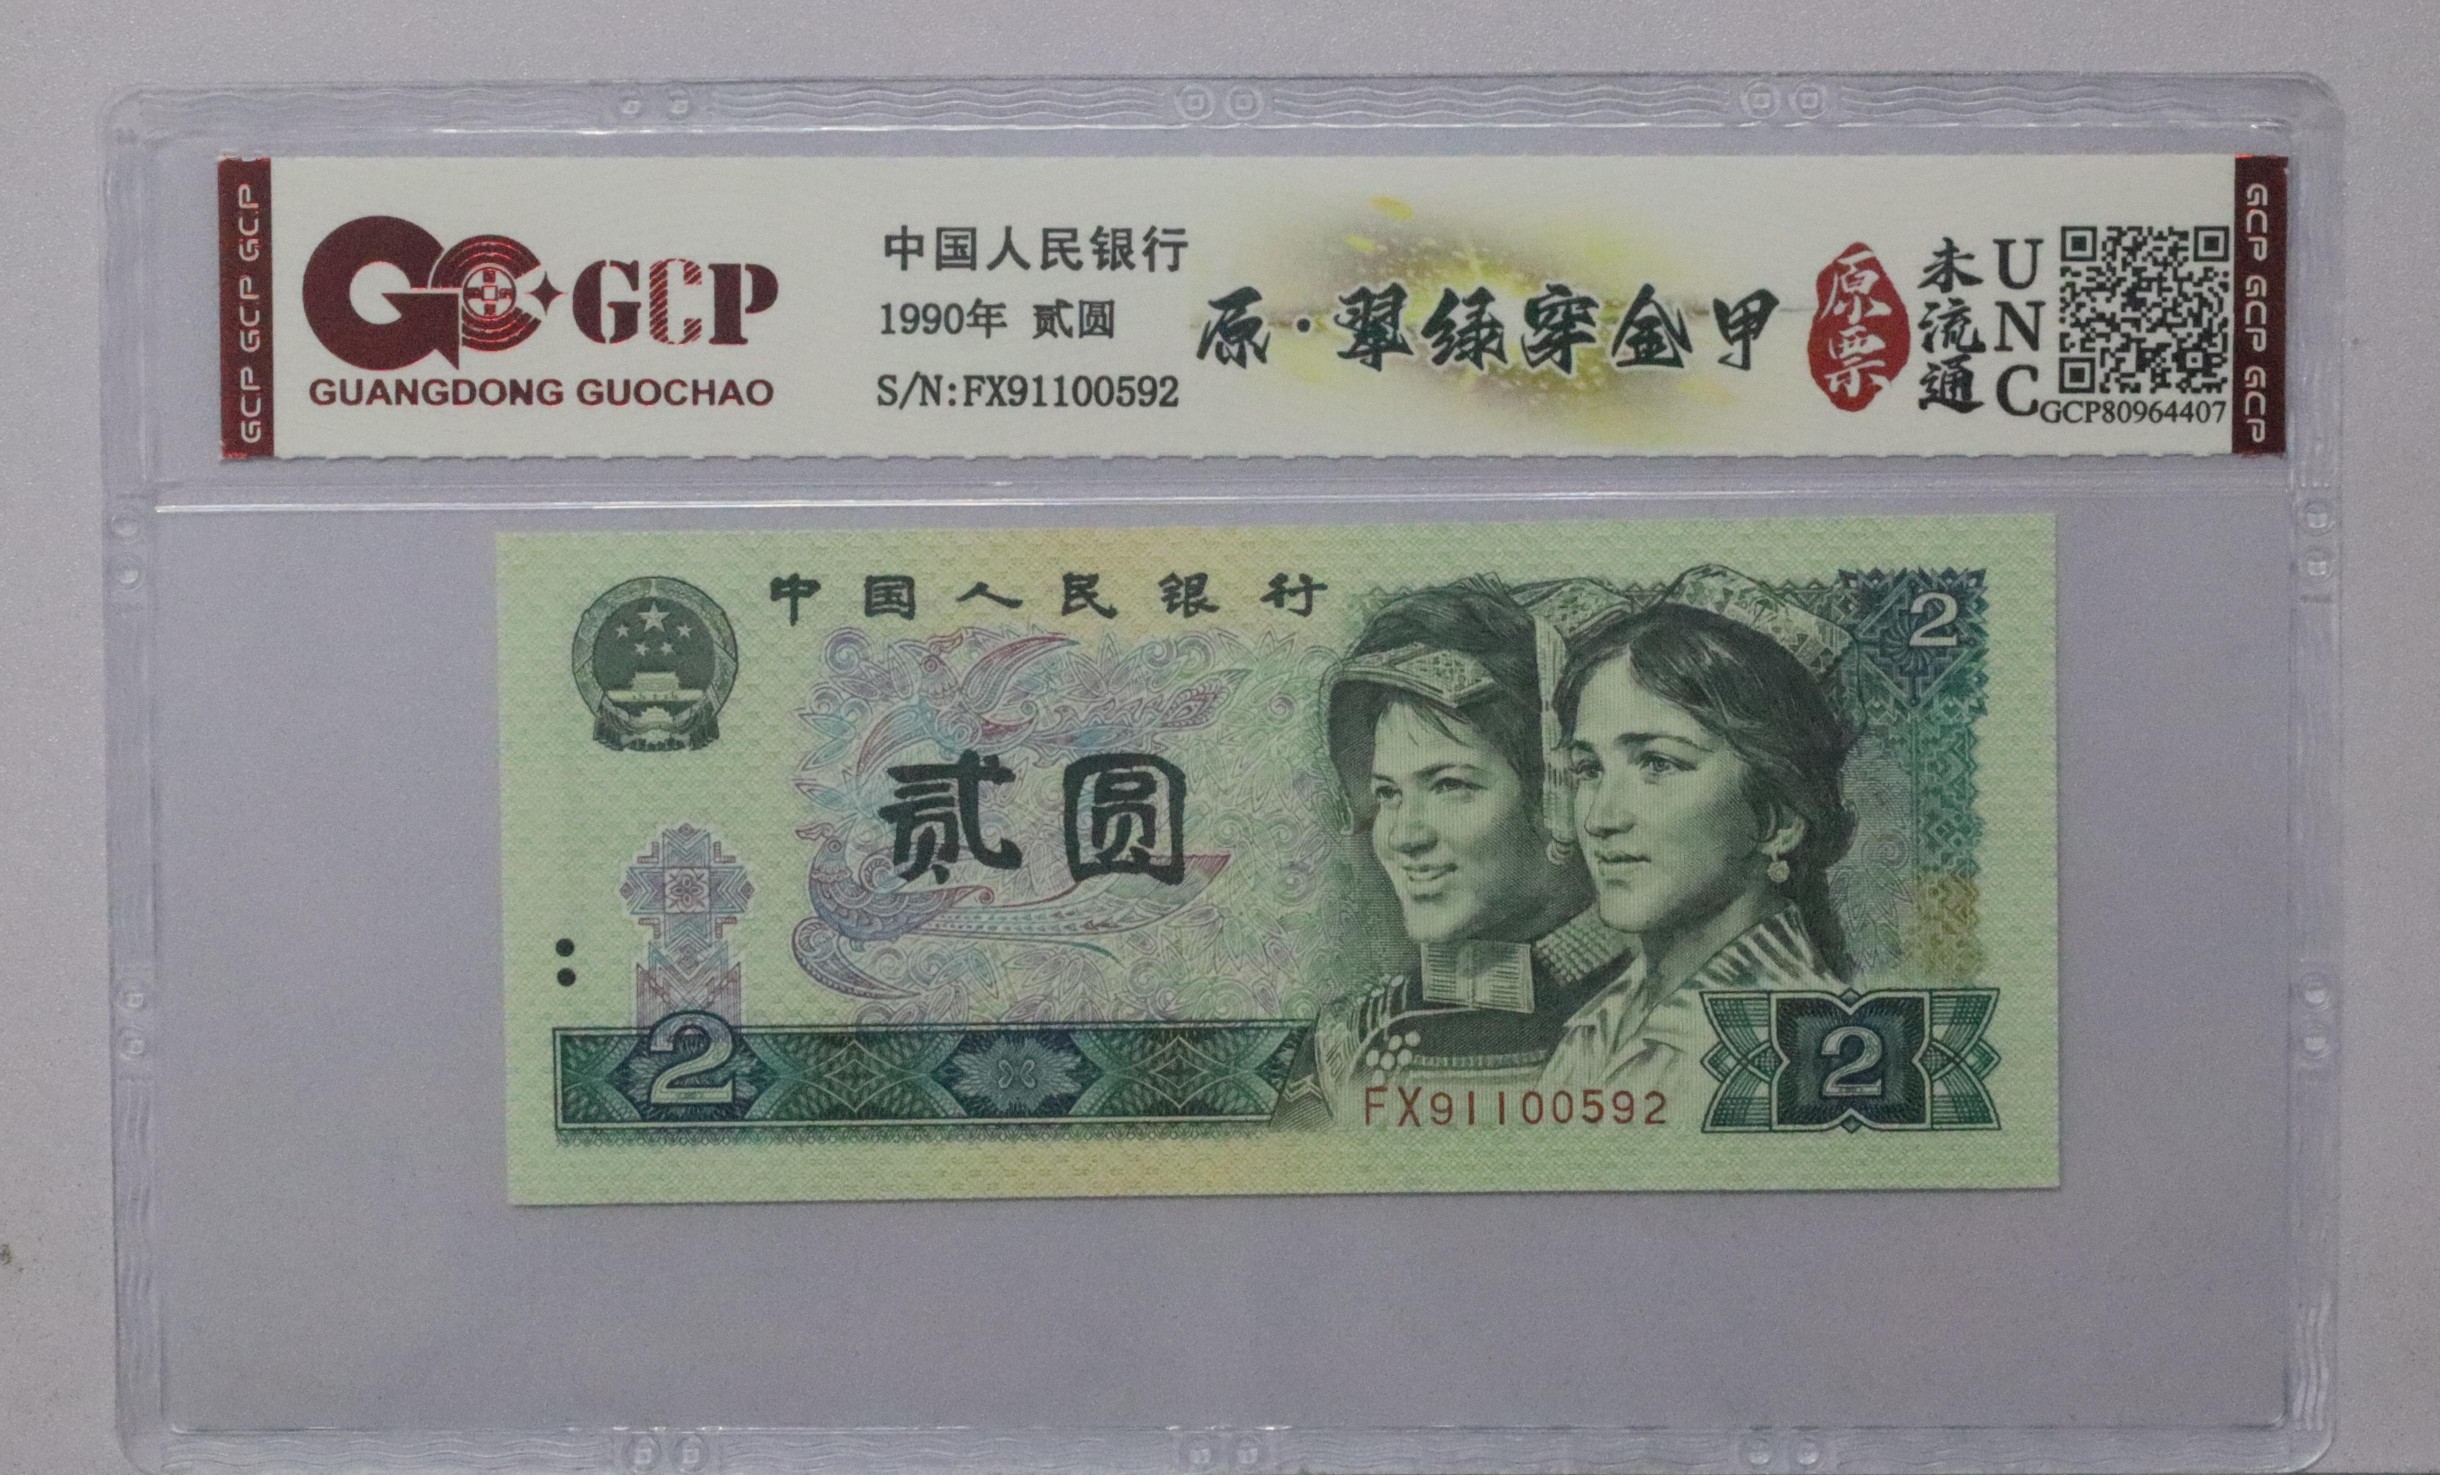 GCP GCP GCP
GCP
GUANGDONG GUOCHAO
中国人民银行
1990年 贰圆
S/N:FX91100592
原·翠绿穿金甲
原票
未流通
UNC
GCP80964407
GCP GCP GCP
中国人民银行
2
贰圆
2
FX91100592
2